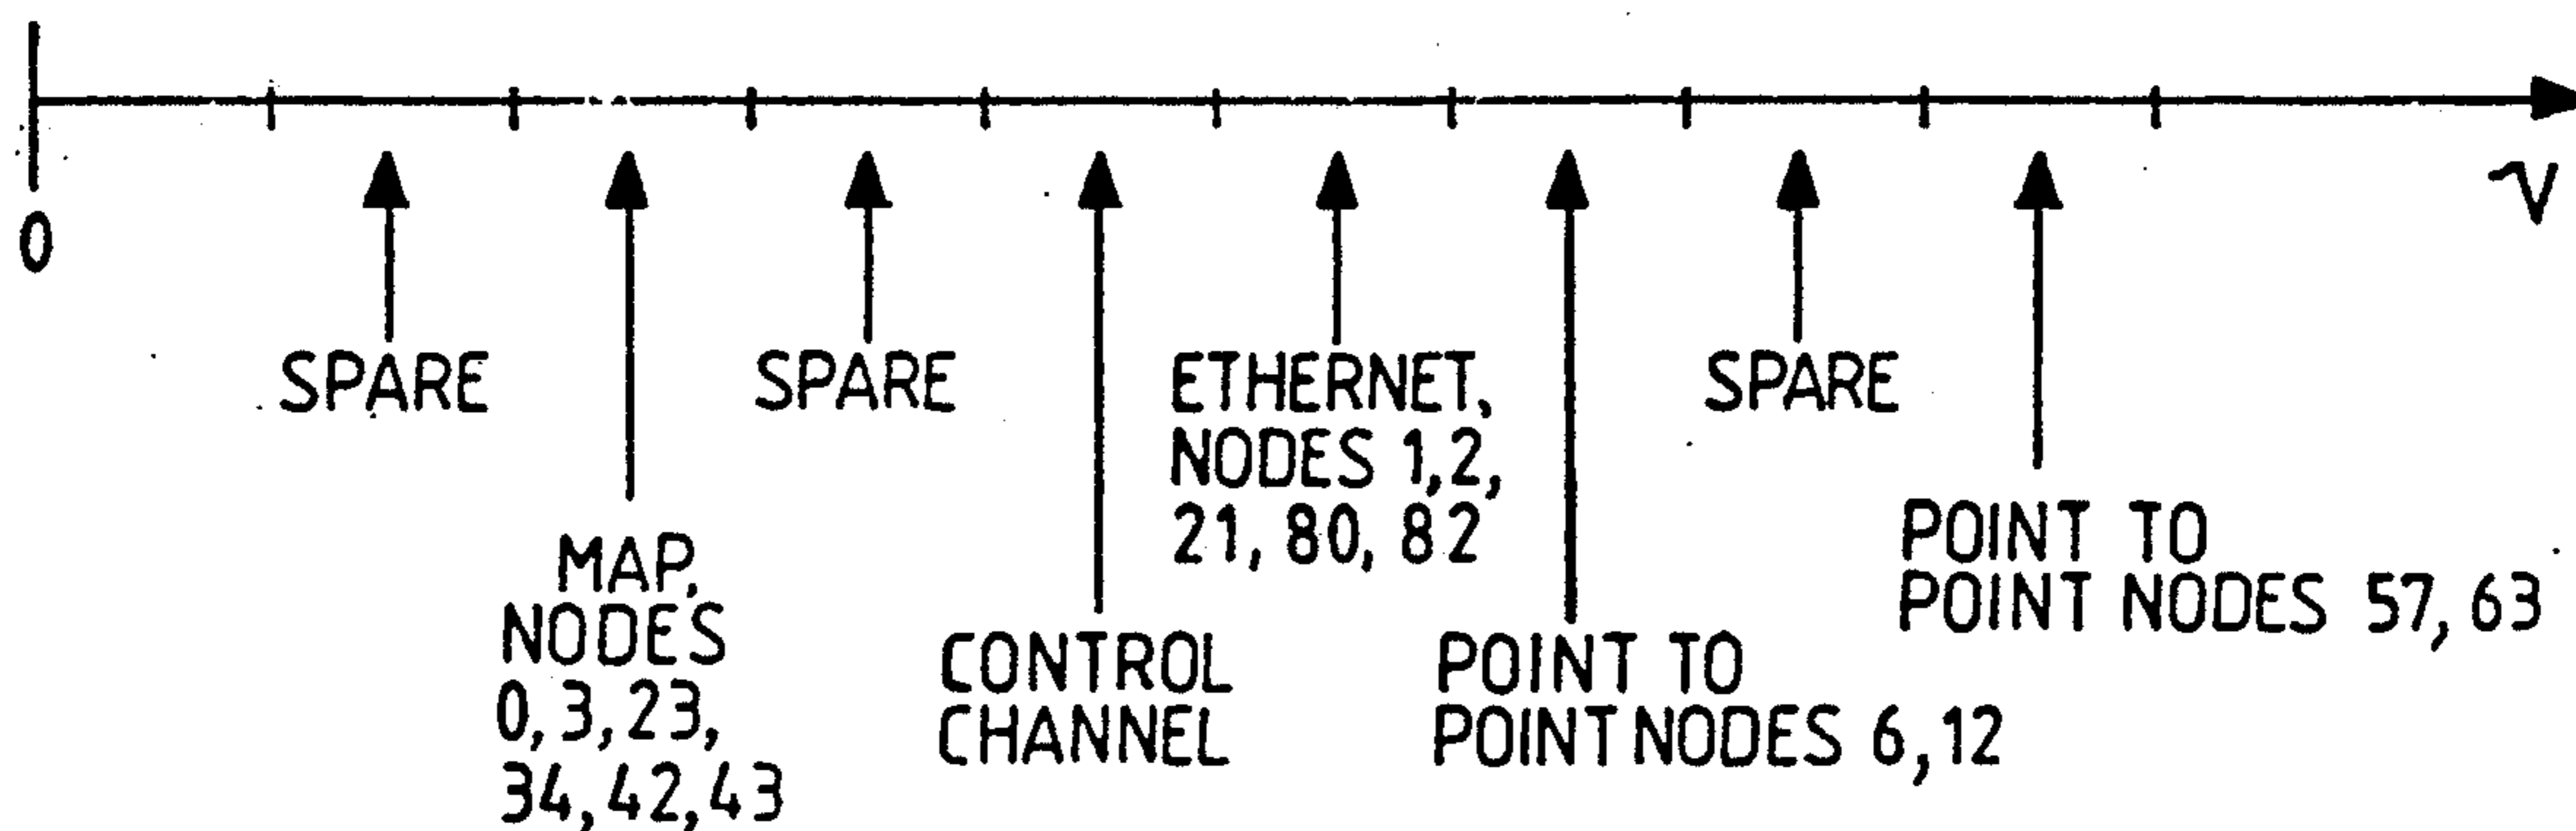 0
ν
SPARE
MAP,
NODES
0, 3, 23,
34, 42, 43
SPARE
CONTROL
CHANNEL
ETHERNET,
NODES 1, 2,
21, 80, 82
POINT TO
POINT NODES 6, 12
SPARE
POINT TO
POINT NODES 57, 63